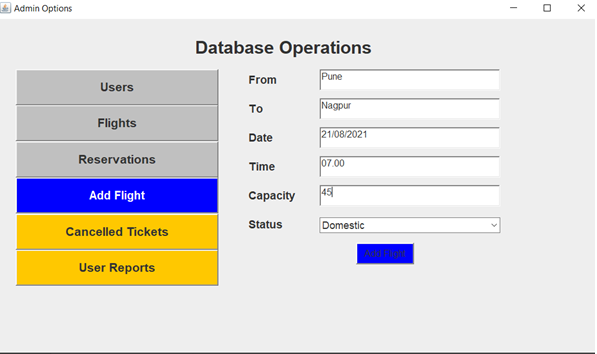 Admin Options
Database Operations
Users
Flights
Reservations
Add Flight
Cancelled Tickets
User Reports
From Pune
To Nagpur
Date 21/08/2021
Time 07.00
Capacity 45
Status Domestic
Add Flight